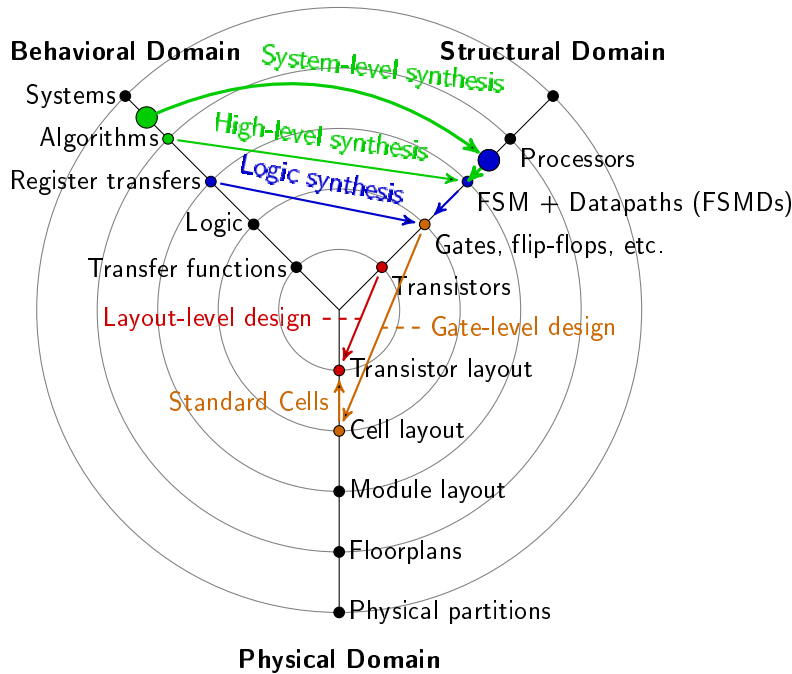 Behavioral Domain
Structural Domain
System-level synthesis
Systems
High-level synthesis
Algorithms
Processors
Logic synthesis
Register transfers
FSM + Datapaths (FSMDs)
Logic
Gates, flip-flops, etc.
Transfer functions
Transistors
Layout-level design
Gate-level design
Transistor layout
Standard Cells
Cell layout
Module layout
Floorplans
Physical partitions
Physical Domain